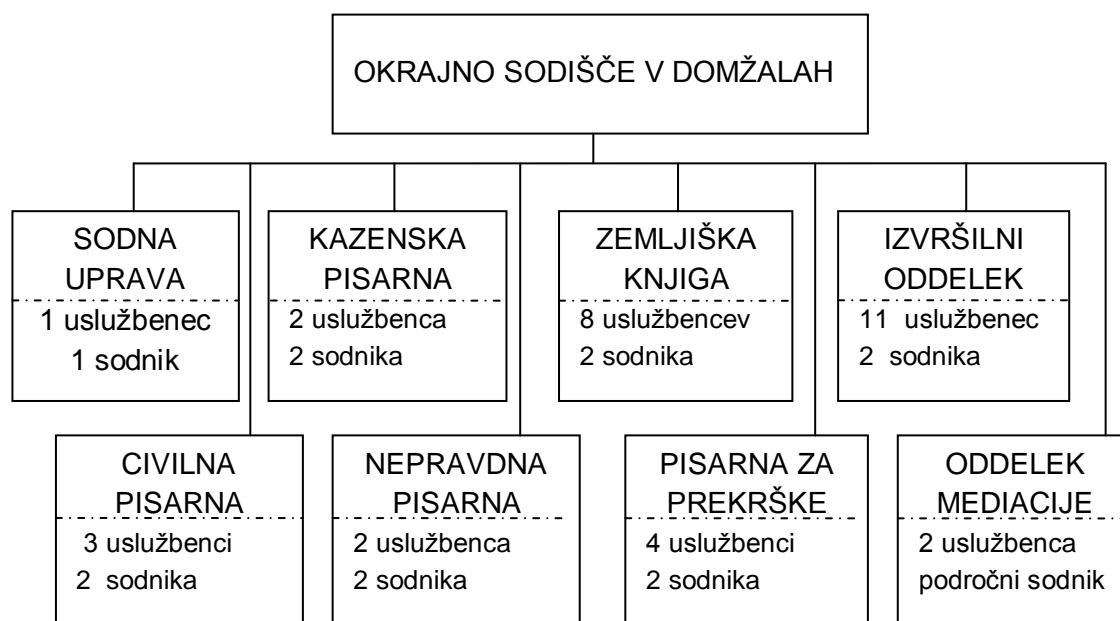 OKRAJNO SODIŠČE V DOMŽALAH
SODNA
UPRAVA
1 uslužbenec
1 sodnik
KAZENSKA
PISARNA
2 uslužbenca
2 sodnika
ZEMLJIŠKA
KNJIGA
8 uslužbencev
2 sodnika
IZVRŠILNI
ODDELEK
11 uslužbenec
2 sodnika
CIVILNA
PISARNA
3 uslužbenci
2 sodnika
NEPRAVDNA
PISARNA
2 uslužbenca
2 sodnika
PISARNA ZA
PREKRŠKE
4 uslužbenci
2 sodnika
ODDELEK
MEDIACIJE
2 uslužbenca
področni sodnik